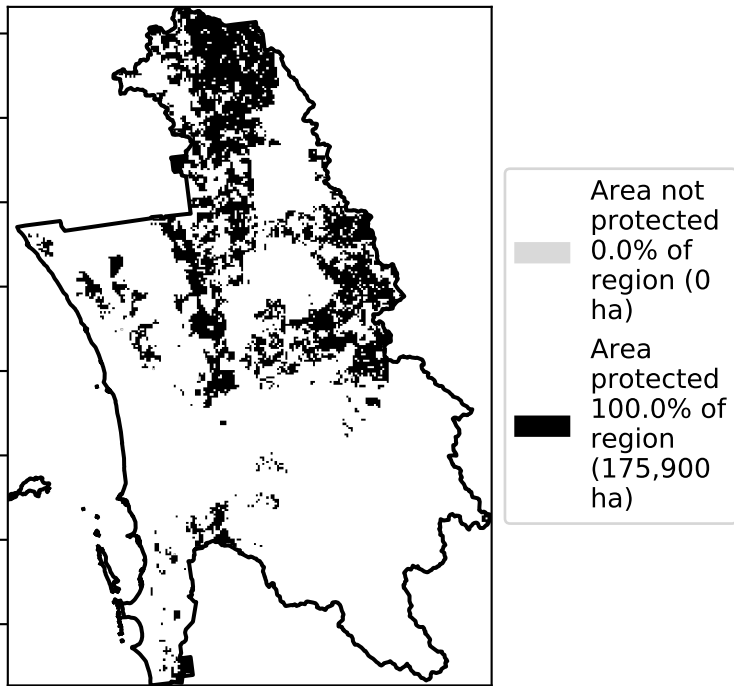 Area not
protected
0.0% of
region (0
ha)
Area
protected
100.0% of
region
(175,900
ha)